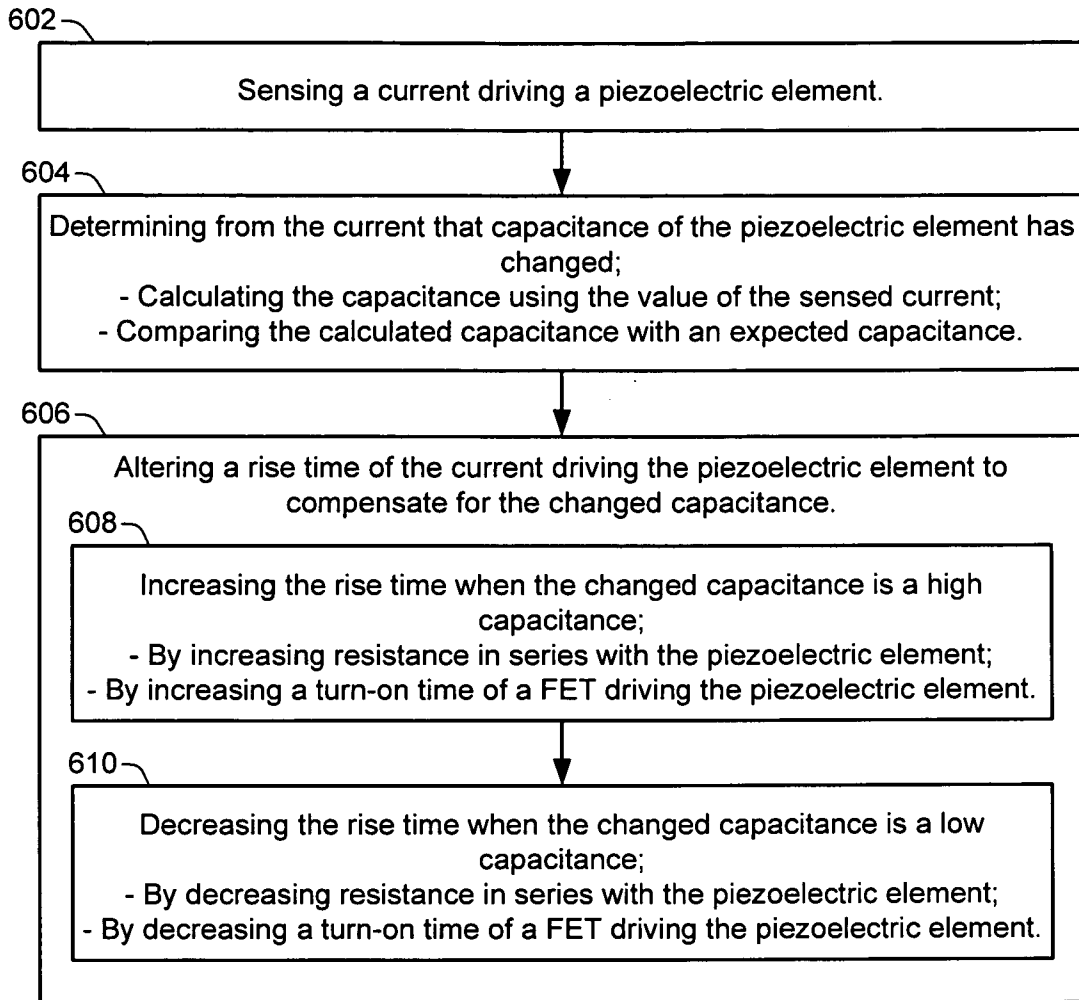 602
Sensing a current driving a piezoelectric element.
604
Determining from the current that capacitance of the piezoelectric element has
changed;
- Calculating the capacitance using the value of the sensed current;
- Comparing the calculated capacitance with an expected capacitance.
606
Altering a rise time of the current driving the piezoelectric element to
compensate for the changed capacitance.
608
Increasing the rise time when the changed capacitance is a high
capacitance;
- By increasing resistance in series with the piezoelectric element;
- By increasing a turn-on time of a FET driving the piezoelectric element.
610
Decreasing the rise time when the changed capacitance is a low
capacitance;
- By decreasing resistance in series with the piezoelectric element;
- By decreasing a turn-on time of a FET driving the piezoelectric element.